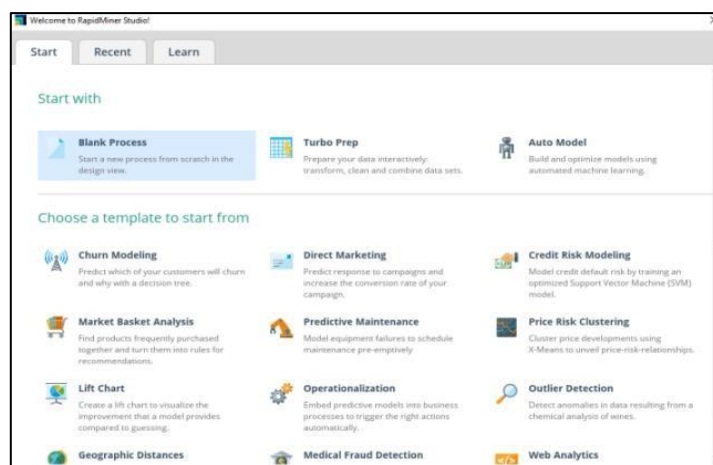 Welcome to RapidMiner Studio!
Start
Recent
Learn
Start with
Blank Process
Start a new process from scratch in the
design view.
Turbo Prep
Prepare your data interactively:
transform, clean and combine data sets.
Auto Model
Build and optimize models using
automated machine learning.
Choose a template to start from
Churn Modeling
Predict which of your customers will churn
and why with a decision tree.
Direct Marketing
Predict response to campaigns and
increase the conversion rate of your
campaign.
Credit Risk Modeling
Model credit default risk by training an
optimized Support Vector Machine (SVM)
model.
Market Basket Analysis
Find products frequently purchased
together and turn them into rules for
recommendations.
Predictive Maintenance
Model equipment failures to schedule
maintenance pre-emptively
Price Risk Clustering
Cluster price developments using
X-Means to unveil price-risk-relationships.
Lift Chart
Create a lift chart to visualize the
improvement that a model provides
compared to guessing.
Operationalization
Embed predictive models into business
processes to trigger the right actions
automatically.
Outlier Detection
Detect anomalies in data resulting from a
chemical analysis of wines.
Geographic Distances
Medical Fraud Detection
Web Analytics